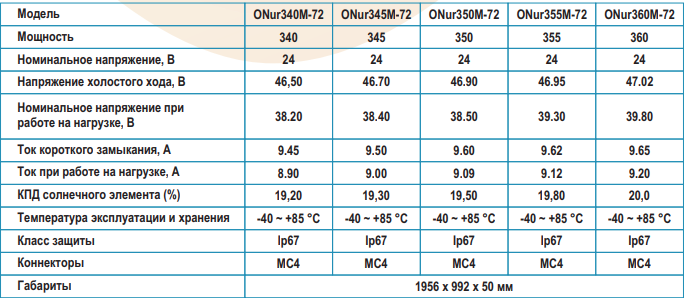 Модель ONur340M-72 ONur345M-72 ONur350M-72 ONur355M-72 ONur360M-72
Мощность 340 345 350 355 360
Номинальное напряжение, В 24 24 24 24 24
Напряжение холостого хода, В 46,50 46.70 46.90 46.95 47.02
Номинальное напряжение при
работе на нагрузке, В 38.20 38.40 38.50 39.30 39.80
Ток короткого замыкания, А 9.45 9.50 9.60 9.62 9.65
Ток при работе на нагрузке, А 8.90 9.00 9.09 9.12 9.20
КПД солнечного элемента (%) 19,20 19,30 19,50 19,80 20,0
Температура эксплуатации и хранения -40 ~ +85 °C -40 ~ +85 °C -40 ~ +85 °C -40 ~ +85 °C -40 ~ +85 °C
Класс защиты Ip67 Ip67 Ip67 Ip67 Ip67
Коннекторы MC4 MC4 MC4 MC4 MC4
Габариты 1956 x 992 x 50 мм